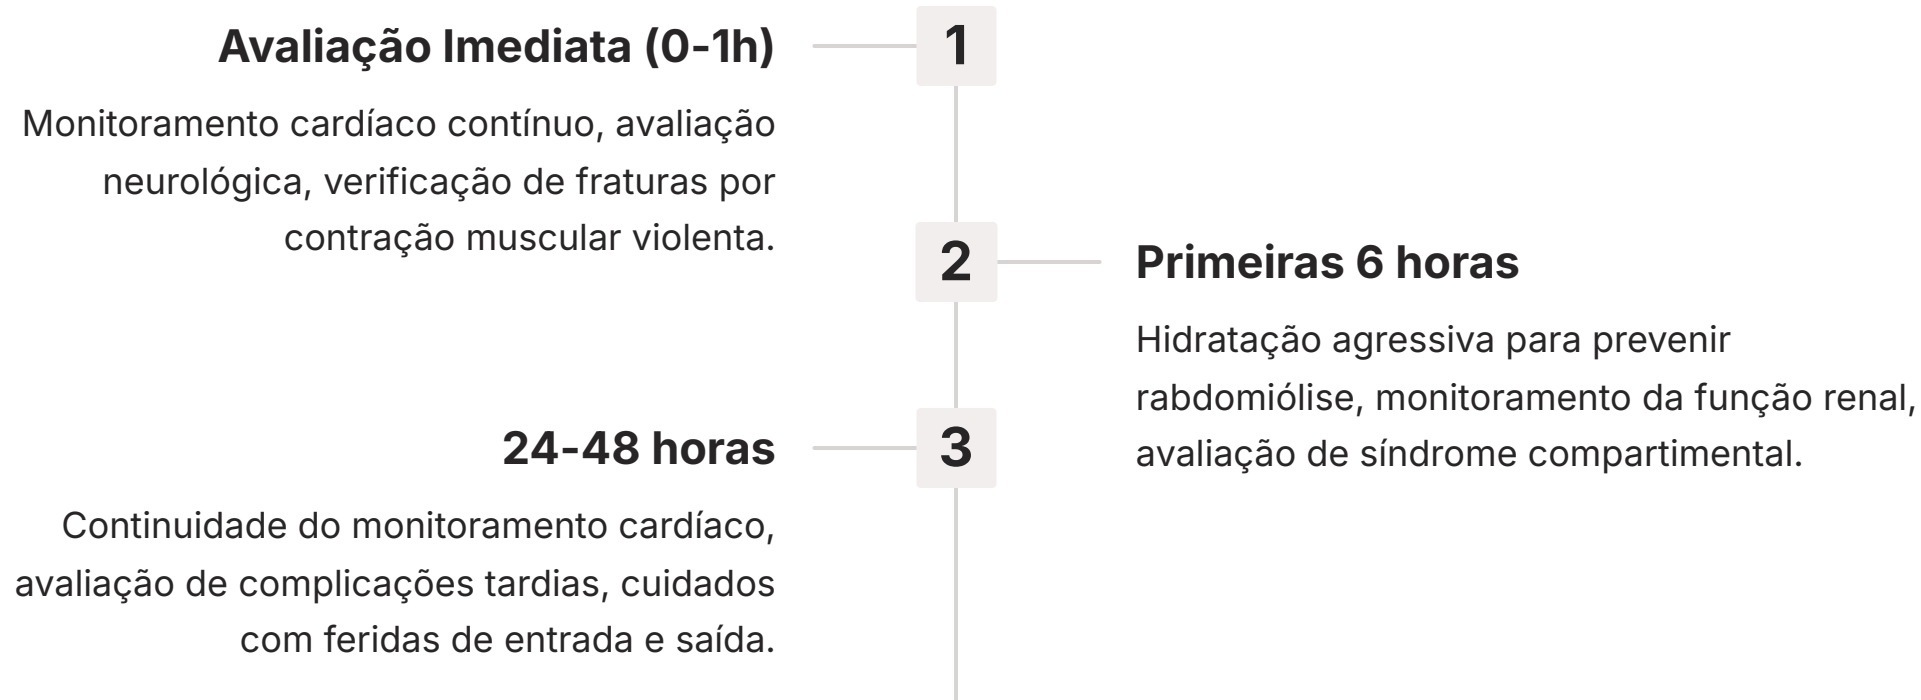 1
Avaliação Imediata (0-1h)
Monitoramento cardíaco contínuo, avaliação
neurológica, verificação de fraturas por
contração muscular violenta.
2
Primeiras 6 horas
Hidratação agressiva para prevenir
rabdomiólise, monitoramento da função renal,
avaliação de síndrome compartimental.
3
24-48 horas
Continuidade do monitoramento cardíaco,
avaliação de complicações tardias, cuidados
com feridas de entrada e saída.